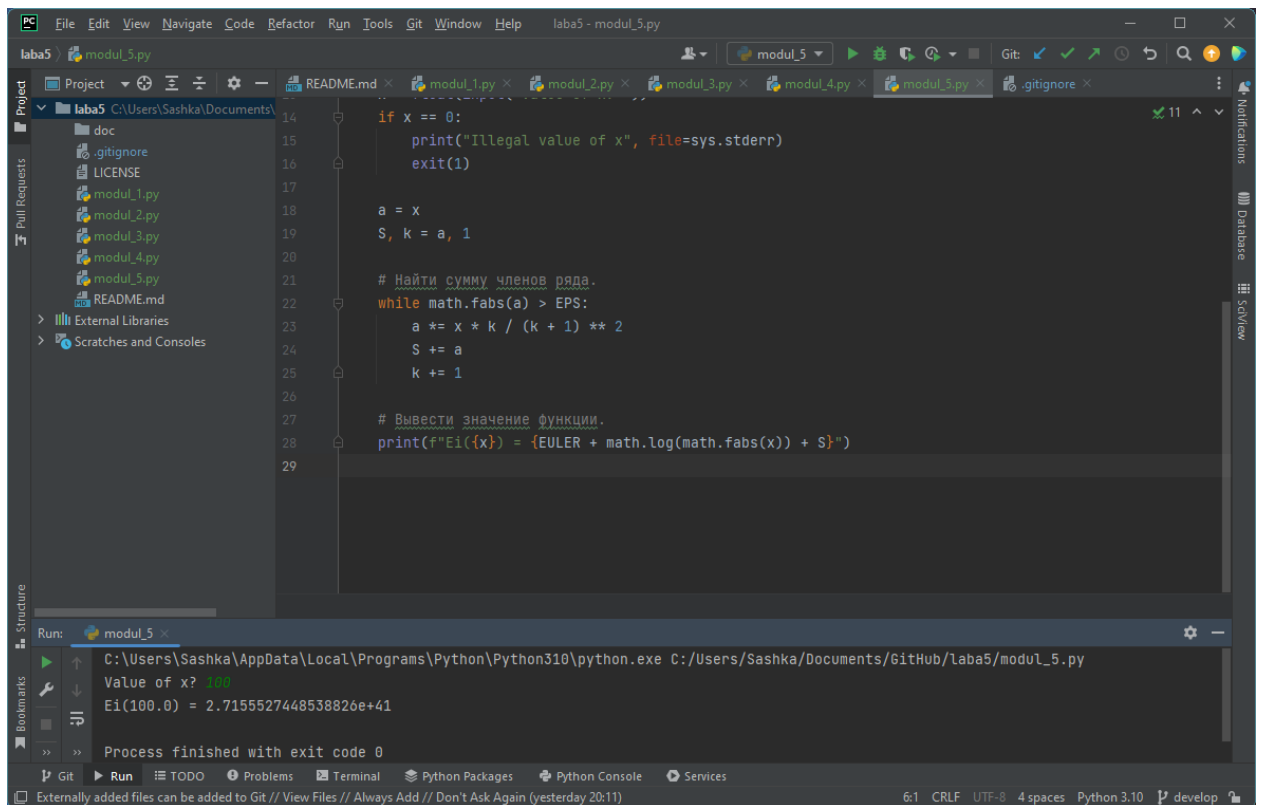 File Edit View Navigate Code Refactor Run Tools Git Window Help laba5 - modul_5.py
laba5 modul_5.py modul_5 Git:
Project README.md modul_1.py modul_2.py modul_3.py modul_4.py modul_5.py .gitignore
laba5 C:\Users\Sashka\Documents\
doc
.gitignore
LICENSE
modul_1.py
modul_2.py
modul_3.py
modul_4.py
modul_5.py
README.md
External Libraries
Scratches and Consoles
14 if x == 0:
15 print("Illegal value of x", file=sys.stderr)
16 exit(1)
17
18 a = x
19 S, k = a, 1
20
21 # Найти сумму членов ряда.
22 while math.fabs(a) > EPS:
23 a *= x * k / (k + 1) ** 2
24 S += a
25 k += 1
26
27 # Вывести значение функции.
28 print(f"Ei({x}) = {EULER + math.log(math.fabs(x)) + S}")
29
11
Project
Pull Requests
Structure
Bookmarks
Notifications
Database
SciView
Run: modul_5
C:\Users\Sashka\AppData\Local\Programs\Python\Python310\python.exe C:/Users/Sashka/Documents/GitHub/laba5/modul_5.py
Value of x? 100
Ei(100.0) = 2.7155527448538826e+41
Process finished with exit code 0
Git Run TODO Problems Terminal Python Packages Python Console Services
Externally added files can be added to Git // View Files // Always Add // Don't Ask Again (yesterday 20:11) 6:1 CRLF UTF-8 4 spaces Python 3.10 develop